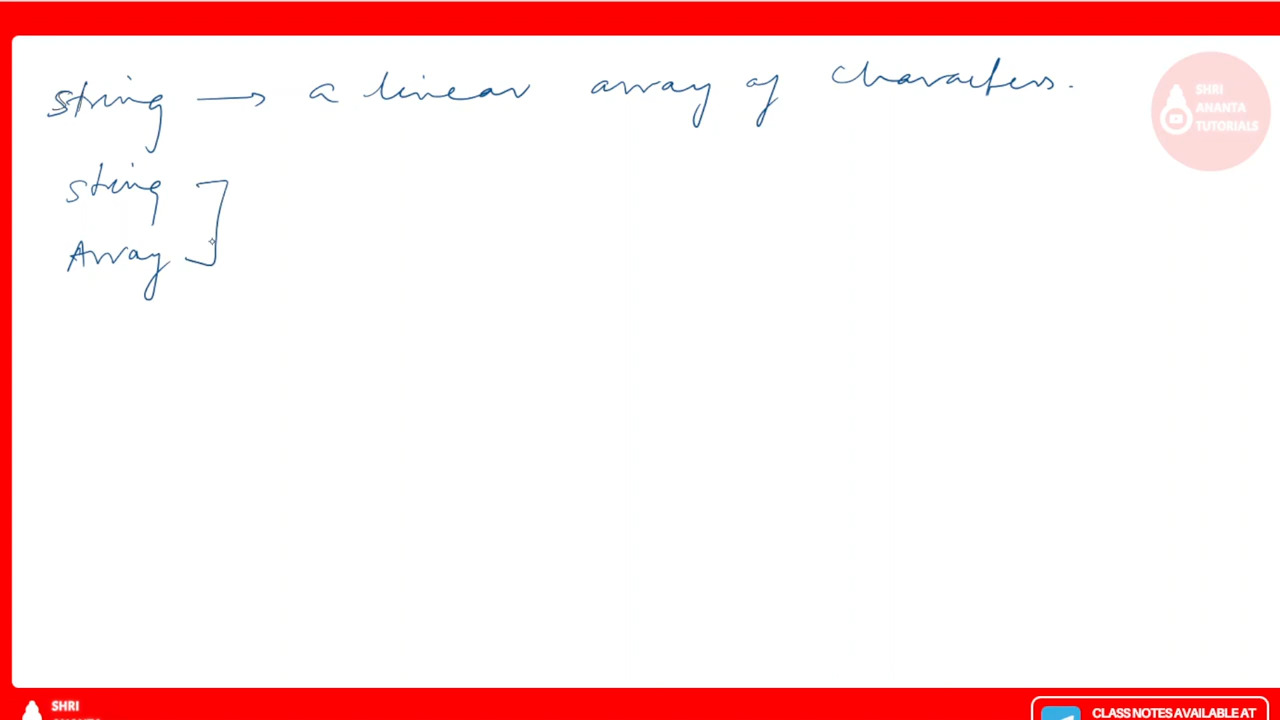 string → a linear array of characters.
SHRI
ANANTA
TUTORIALS
string
Array
SHRI
CLASS NOTES AVAILABLE AT